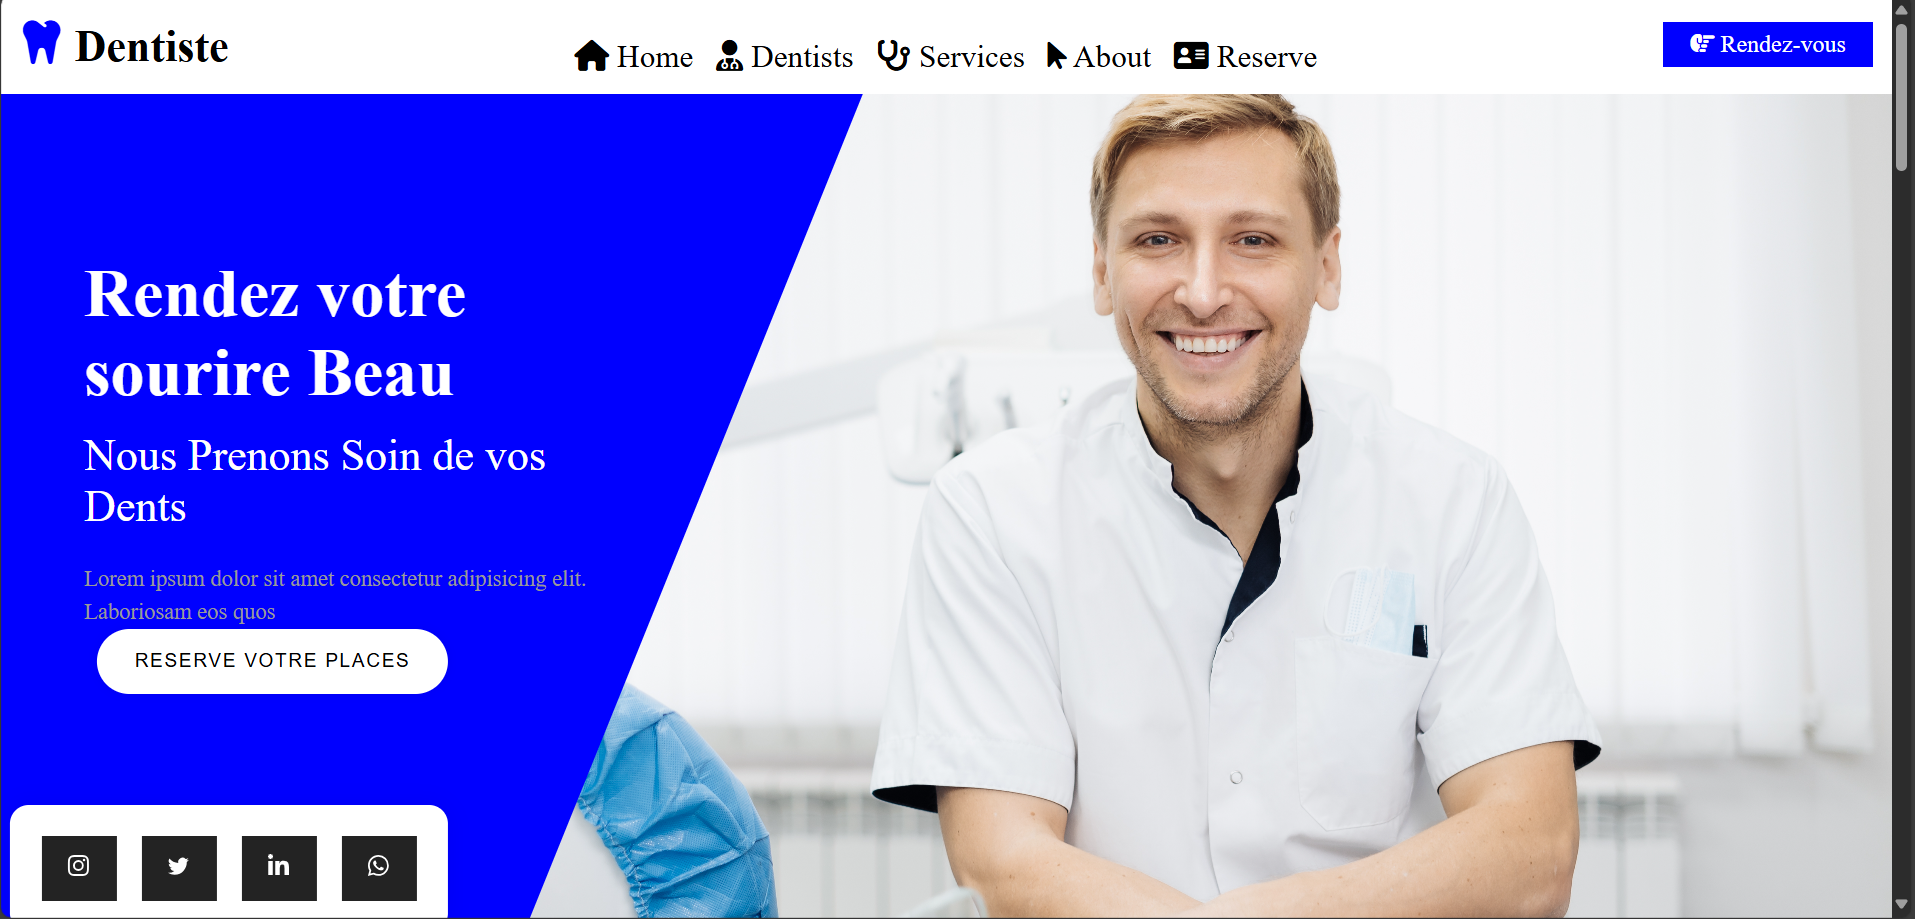 Dentiste
Home Dentists Services About Reserve
Rendez-vous
Rendez votre
sourire Beau
Nous Prenons Soin de vos
Dents
Lorem ipsum dolor sit amet consectetur adipisicing elit.
Laboriosam eos quos
RESERVE VOTRE PLACES